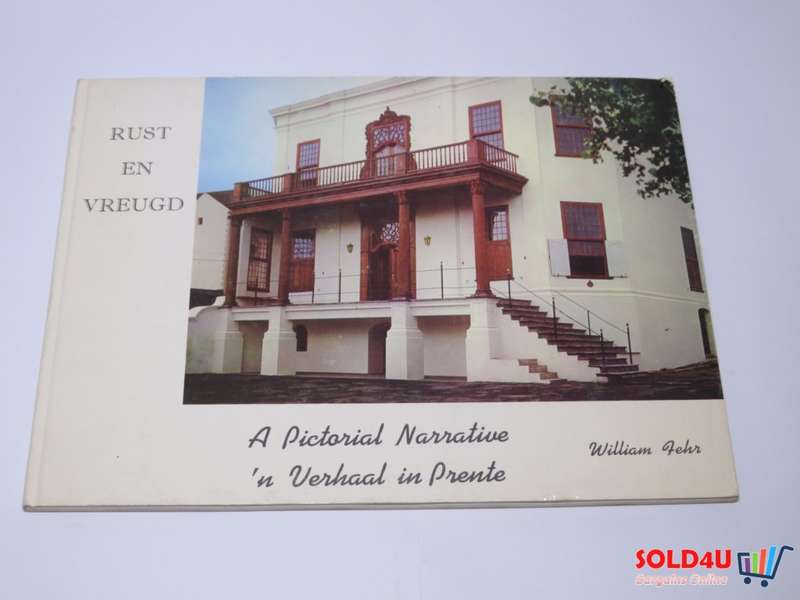 RUST
EN
VREUGD
A Pictorial Narrative
'n Verhaal in Prente
William Fehr
SOLD4U
Bargains Online